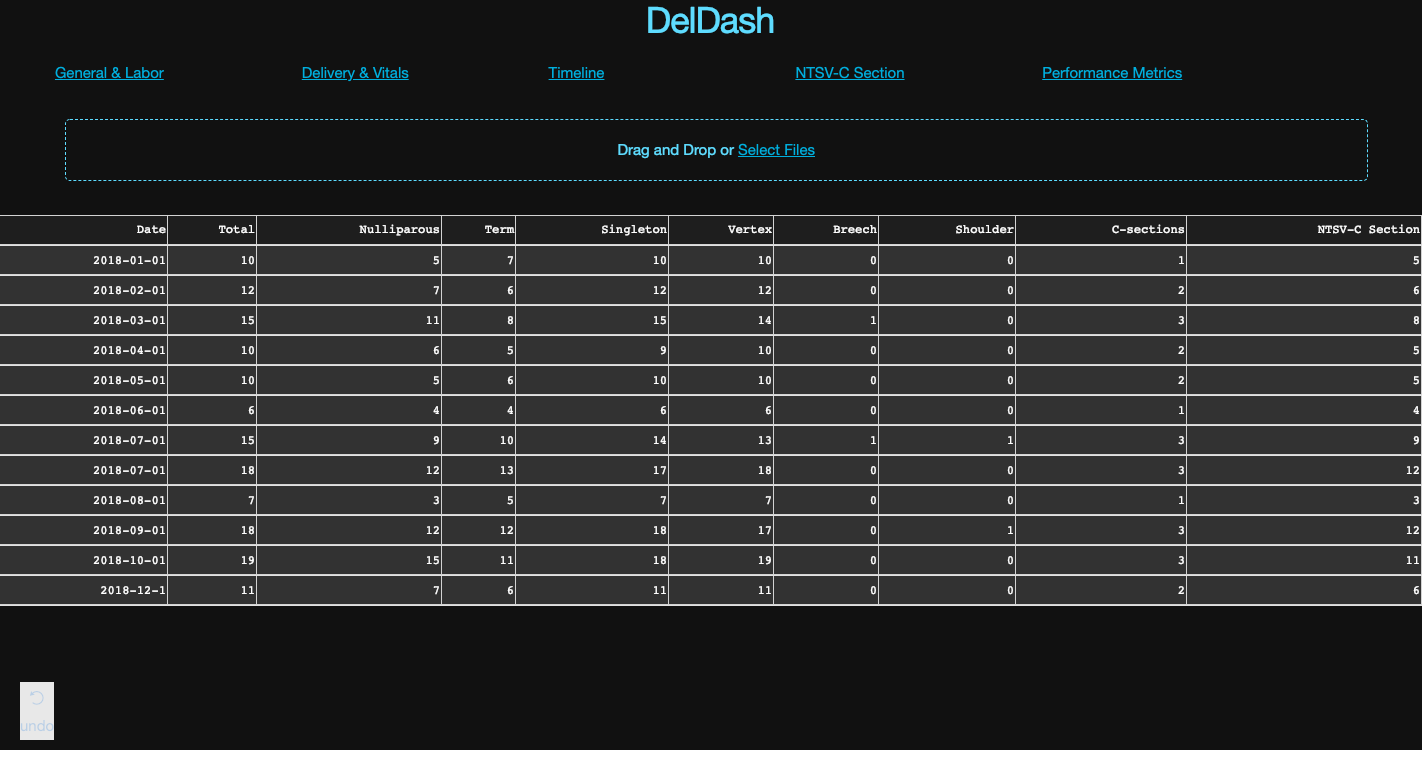 DelDash
General & Labor Delivery & Vitals Timeline NTSV-C Section Performance Metrics
Drag and Drop or Select Files
Date Total Nulliparous Term Singleton Vertex Breech Shoulder C-sections NTSV-C Section
2018-01-01 10 5 7 10 10 0 0 1 5
2018-02-01 12 7 6 12 12 0 0 2 6
2018-03-01 15 11 8 15 14 1 0 3 8
2018-04-01 10 6 5 9 10 0 0 2 5
2018-05-01 10 5 6 10 10 0 0 2 5
2018-06-01 6 4 4 6 6 0 0 1 4
2018-07-01 15 9 10 14 13 1 1 3 9
2018-07-01 18 12 13 17 18 0 0 3 12
2018-08-01 7 3 5 7 7 0 0 1 3
2018-09-01 18 12 12 18 17 0 1 3 12
2018-10-01 19 15 11 18 19 0 0 3 11
2018-12-1 11 7 6 11 11 0 0 2 6
undo